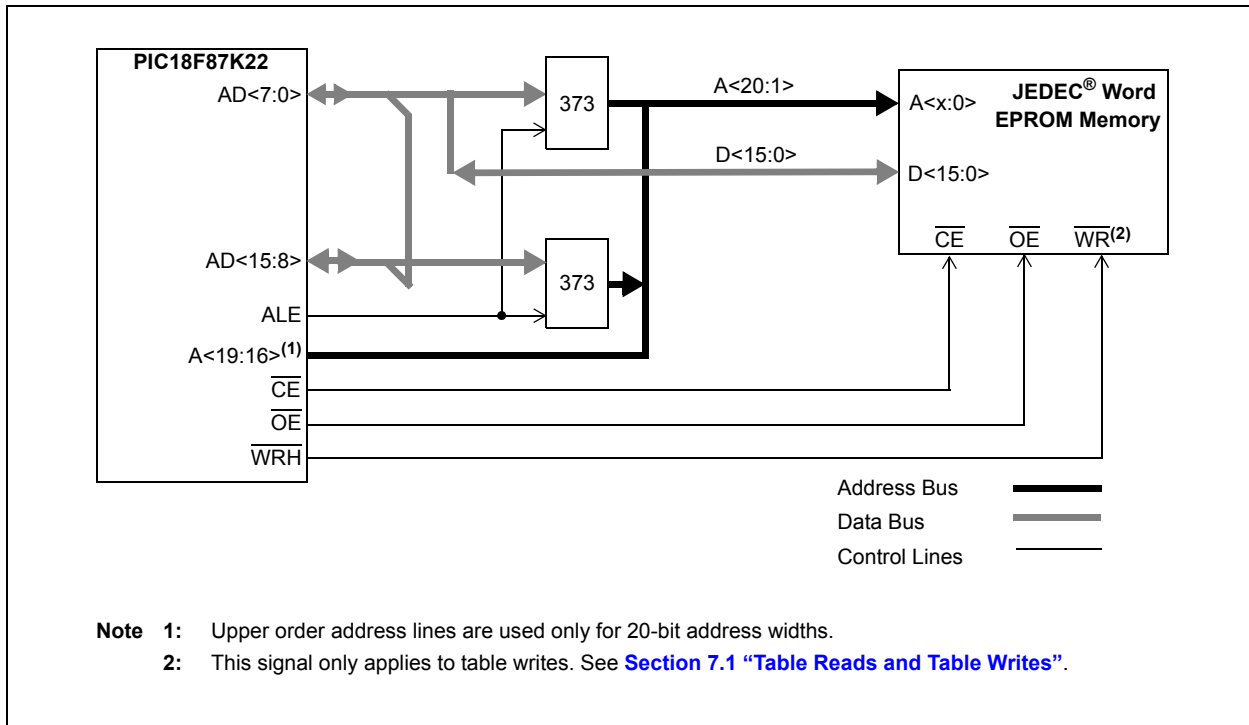 PIC18F87K22
AD<7:0>
373
A<20:1>
A<x:0>
JEDEC® Word
EPROM Memory
D<15:0>
D<15:0>
CE
OE
WR(2)
AD<15:8>
373
ALE
A<19:16>(1)
CE
OE
WRH
Address Bus
Data Bus
Control Lines
Note 1: Upper order address lines are used only for 20-bit address widths.
2: This signal only applies to table writes. See Section 7.1 “Table Reads and Table Writes”.